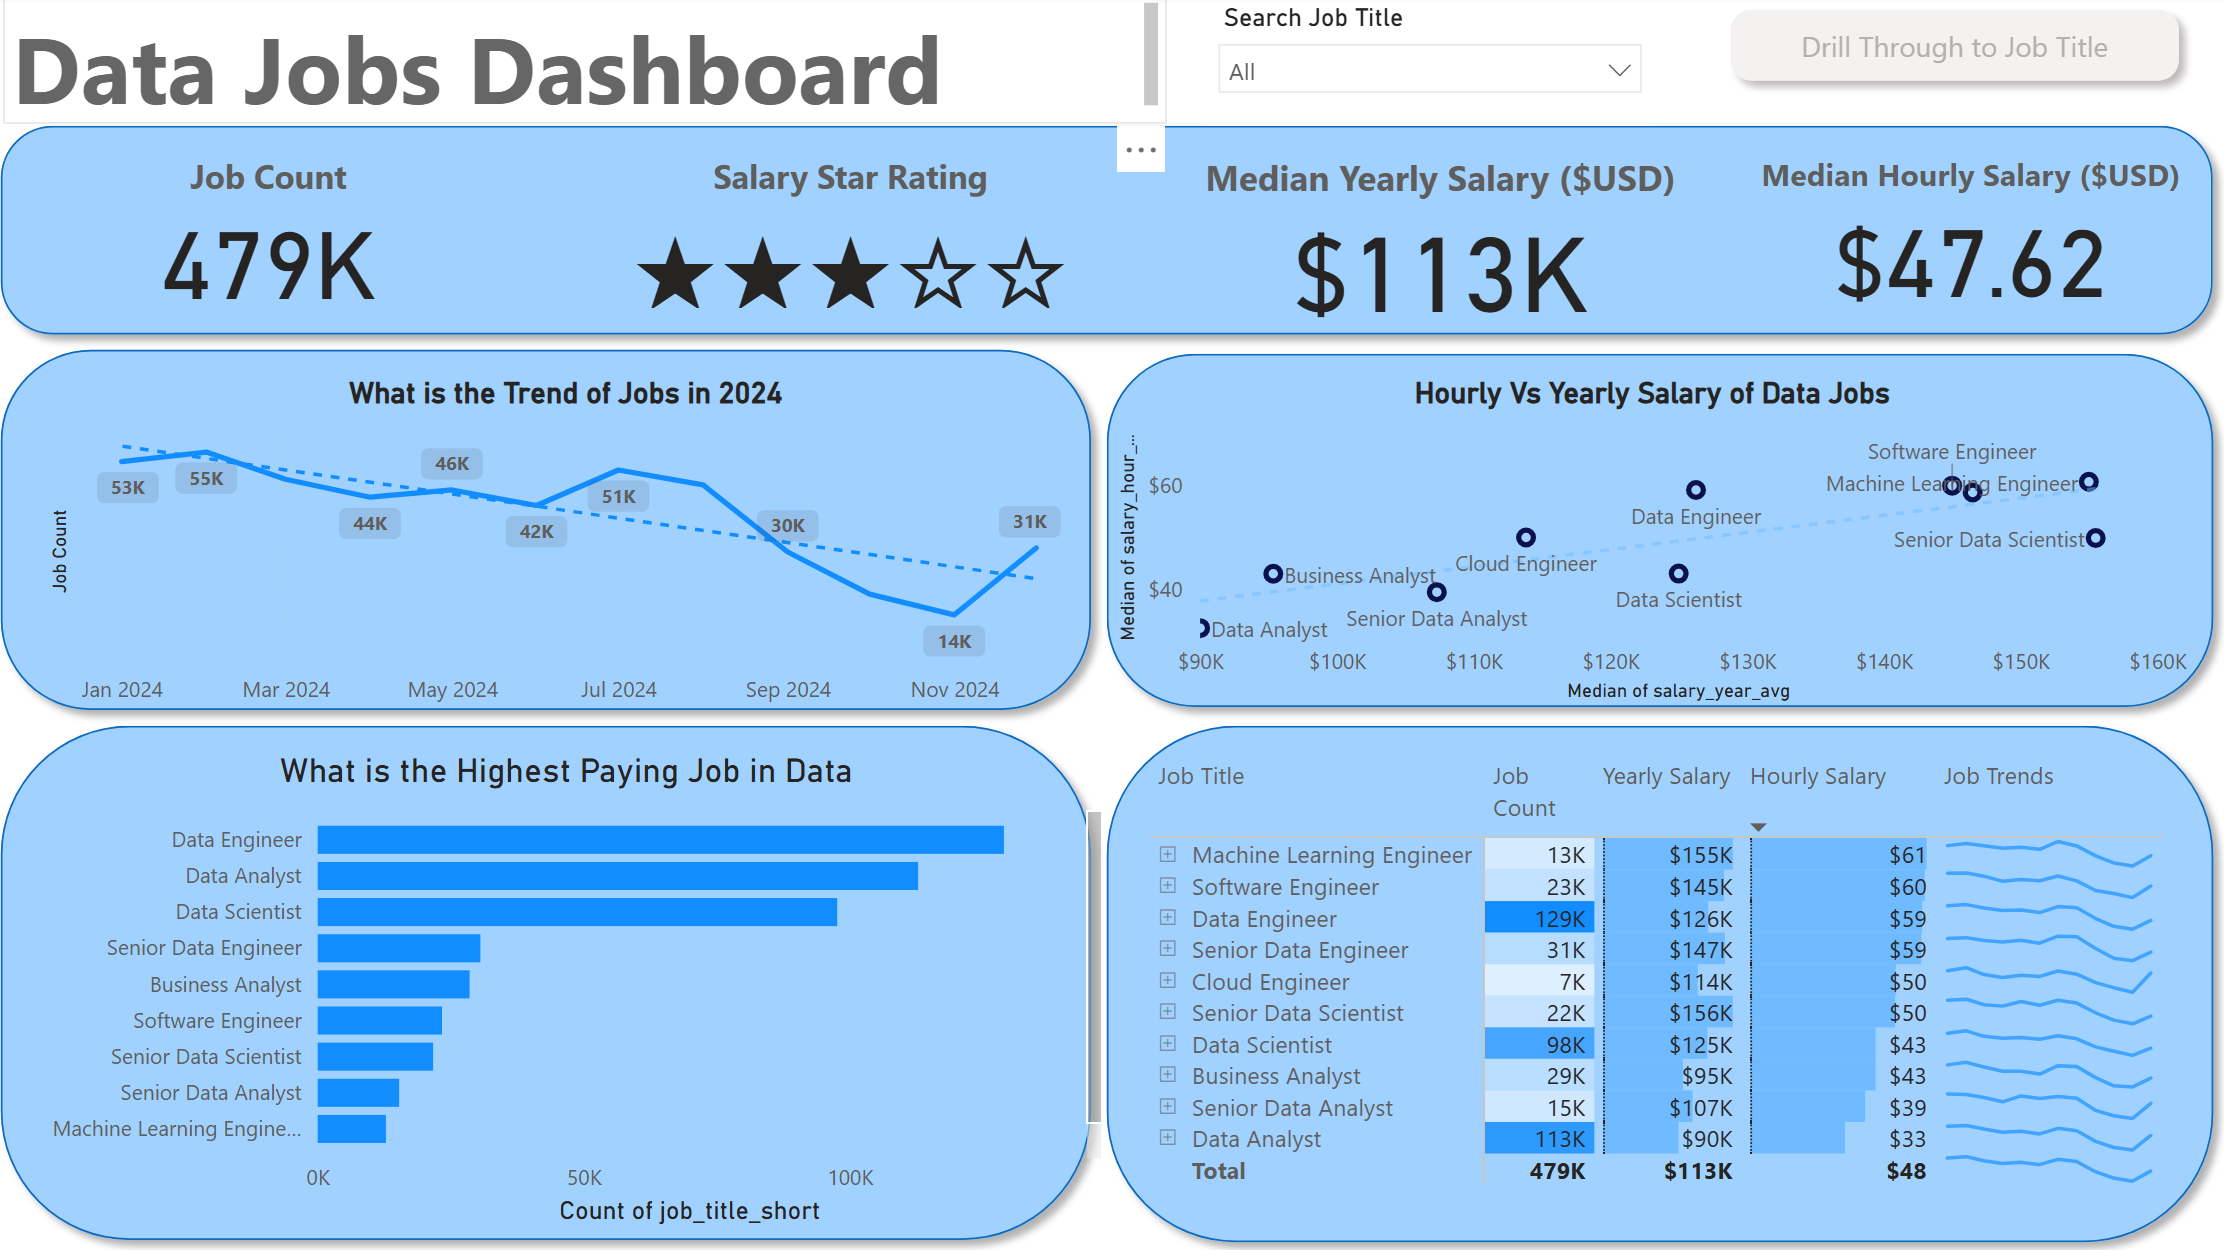 Data Jobs Dashboard
Search Job Title
All
Drill Through to Job Title
...
Job Count
479K
Salary Star Rating
★★★☆☆
Median Yearly Salary ($USD)
$113K
Median Hourly Salary ($USD)
$47.62
What is the Trend of Jobs in 2024
Job Count
53K
55K
44K
46K
42K
51K
30K
14K
31K
Jan 2024
Mar 2024
May 2024
Jul 2024
Sep 2024
Nov 2024
Hourly Vs Yearly Salary of Data Jobs
Median of salary_hour_...
$60
$40
Software Engineer
Machine Learning Engineer
Data Engineer
Senior Data Scientist
Cloud Engineer
Business Analyst
Data Scientist
Senior Data Analyst
Data Analyst
$90K
$100K
$110K
$120K
$130K
$140K
$150K
$160K
Median of salary_year_avg
What is the Highest Paying Job in Data
Data Engineer
Data Analyst
Data Scientist
Senior Data Engineer
Business Analyst
Software Engineer
Senior Data Scientist
Senior Data Analyst
Machine Learning Engine...
0K
50K
100K
Count of job_title_short
Job Title Job Count Yearly Salary Hourly Salary Job Trends
Machine Learning Engineer 13K $155K $61
Software Engineer 23K $145K $60
Data Engineer 129K $126K $59
Senior Data Engineer 31K $147K $59
Cloud Engineer 7K $114K $50
Senior Data Scientist 22K $156K $50
Data Scientist 98K $125K $43
Business Analyst 29K $95K $43
Senior Data Analyst 15K $107K $39
Data Analyst 113K $90K $33
Total 479K $113K $48